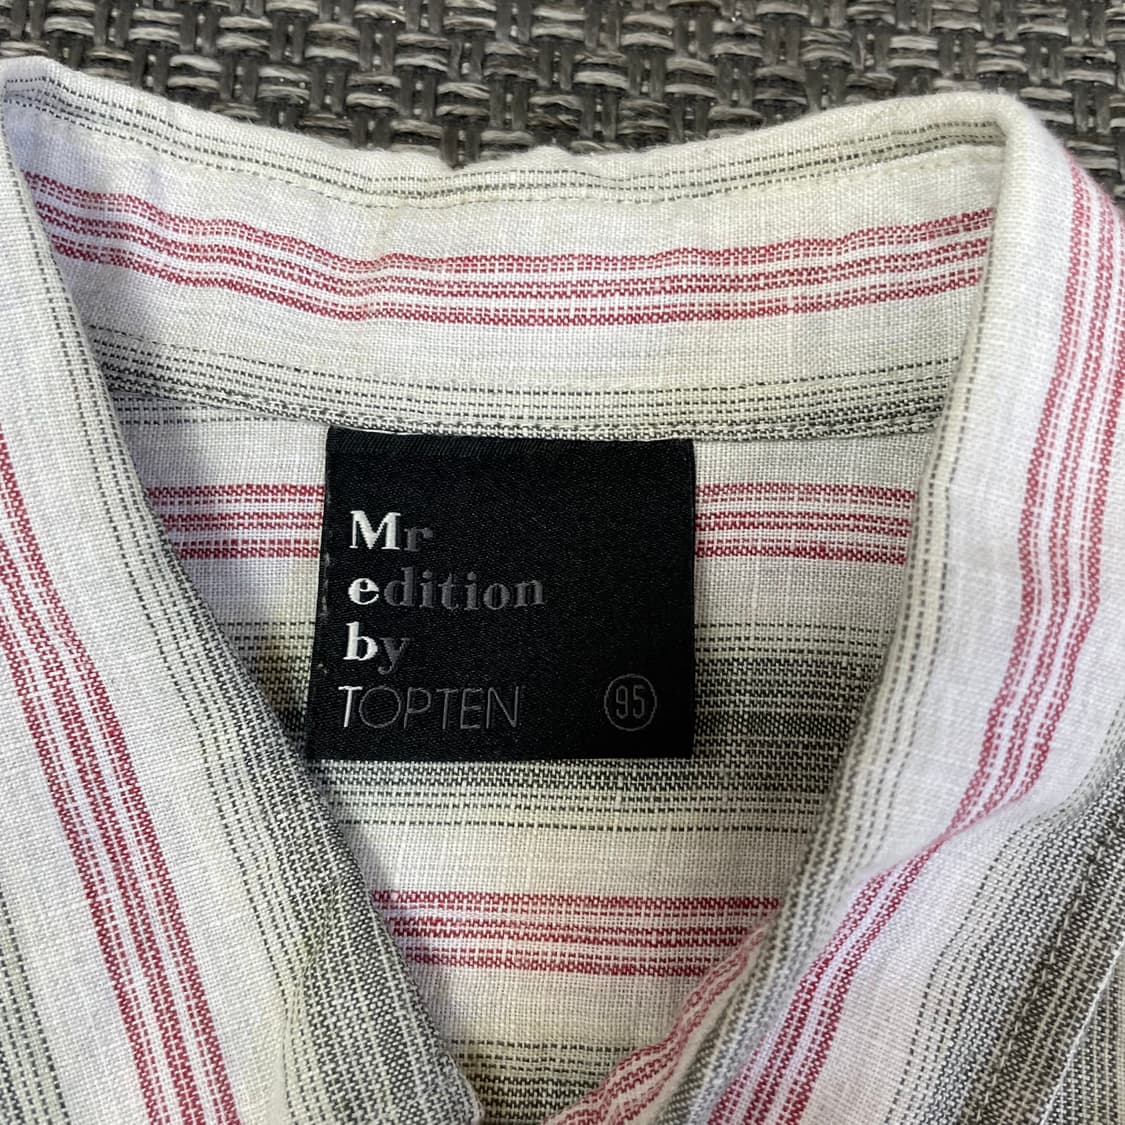 Mr
edition
by
TOPTEN 95